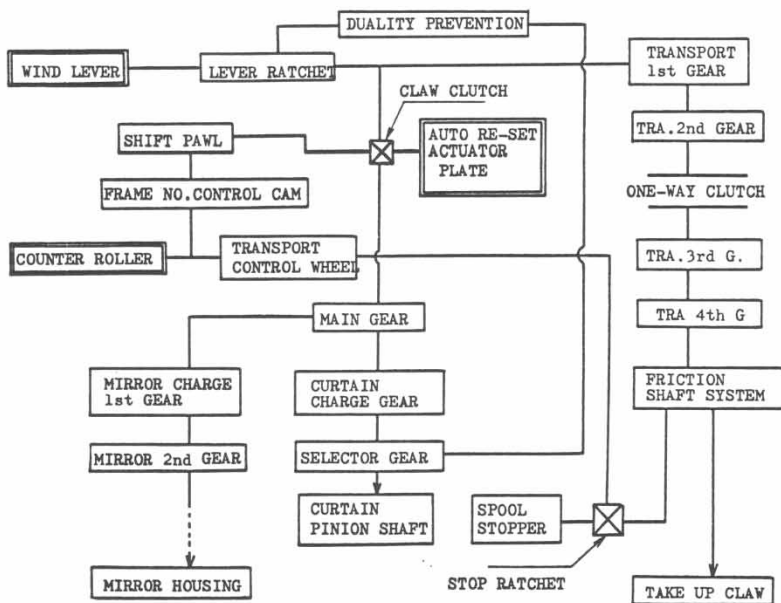 DUALITY PREVENTION
WIND LEVER
LEVER RATCHET
TRANSPORT
1st GEAR
CLAW CLUTCH
SHIFT PAWL
AUTO RE-SET
ACTUATOR
PLATE
TRA.2nd GEAR
FRAME NO.CONTROL CAM
ONE-WAY CLUTCH
COUNTER ROLLER
TRANSPORT
CONTROL WHEEL
TRA.3rd G.
MAIN GEAR
TRA 4th G
MIRROR CHARGE
1st GEAR
CURTAIN
CHARGE GEAR
FRICTION
SHAFT SYSTEM
MIRROR 2nd GEAR
SELECTOR GEAR
CURTAIN
PINION SHAFT
SPOOL
STOPPER
MIRROR HOUSING
STOP RATCHET
TAKE UP CLAW